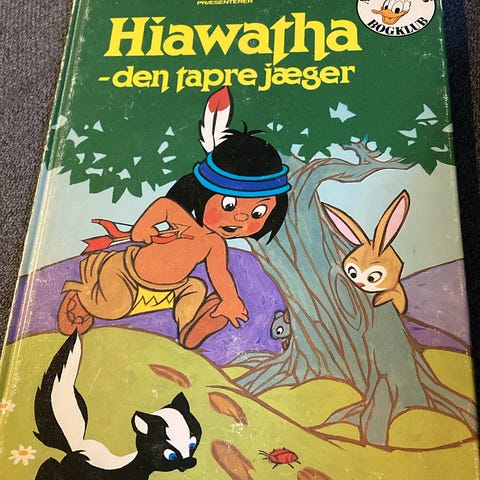 PRÆSENTERER
Hiawatha
-den tapre jæger
BOGKLUB